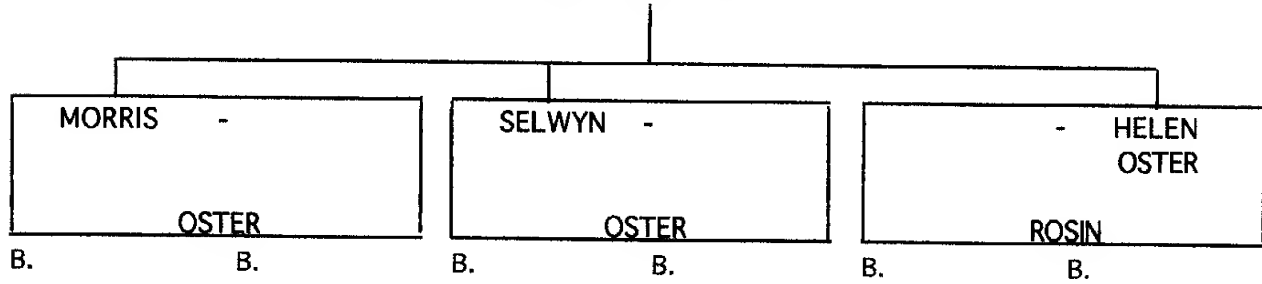 MORRIS -
OSTER
B. B.
SELWYN -
OSTER
B. B.
- HELEN
OSTER
ROSIN
B. B.